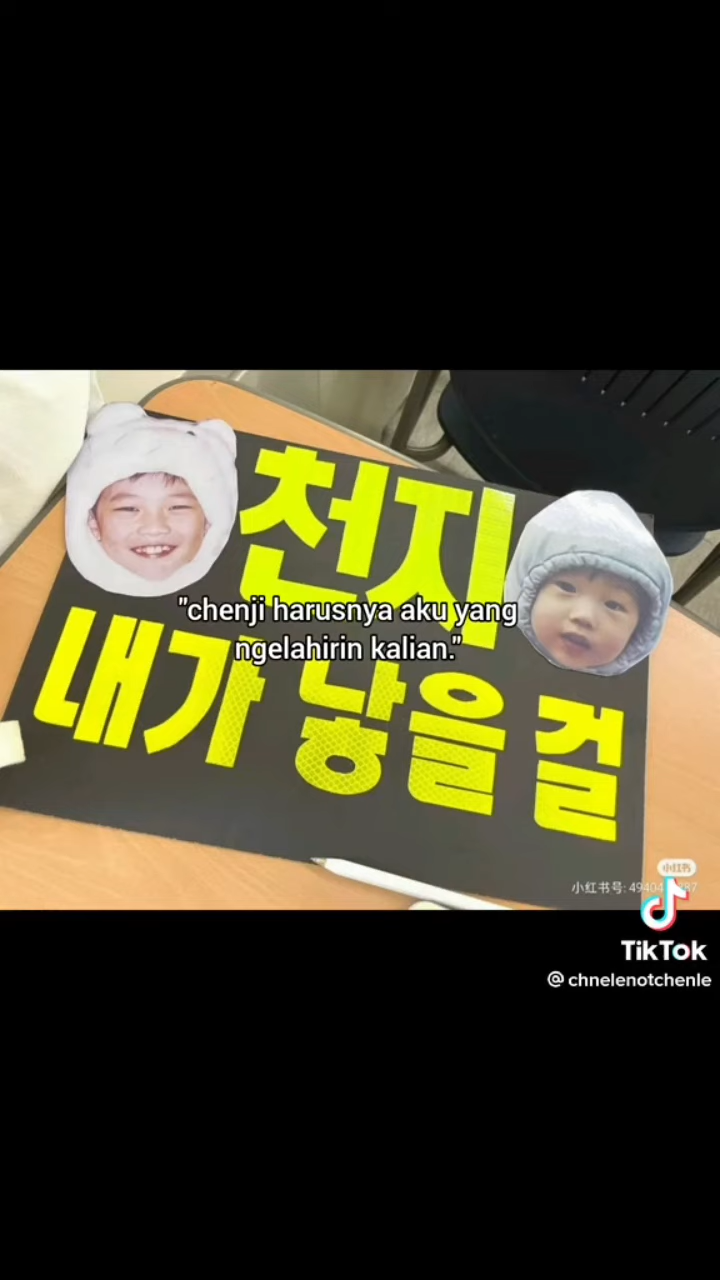 천지
"chenji harusnya aku yang
ngelahirin kalian."
내가 낳을걸
小红书
小红书号:
TikTok
@chnelenotchenle